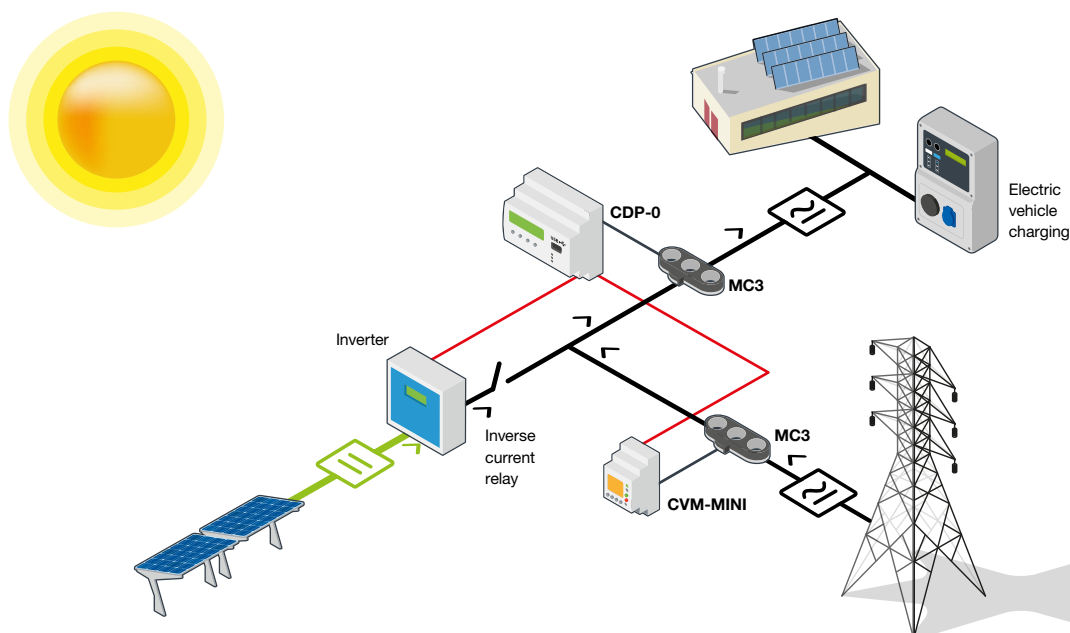 Electric
vehicle
charging
CDP-0
MC3
Inverter
Inverse
current
relay
MC3
CVM-MINI